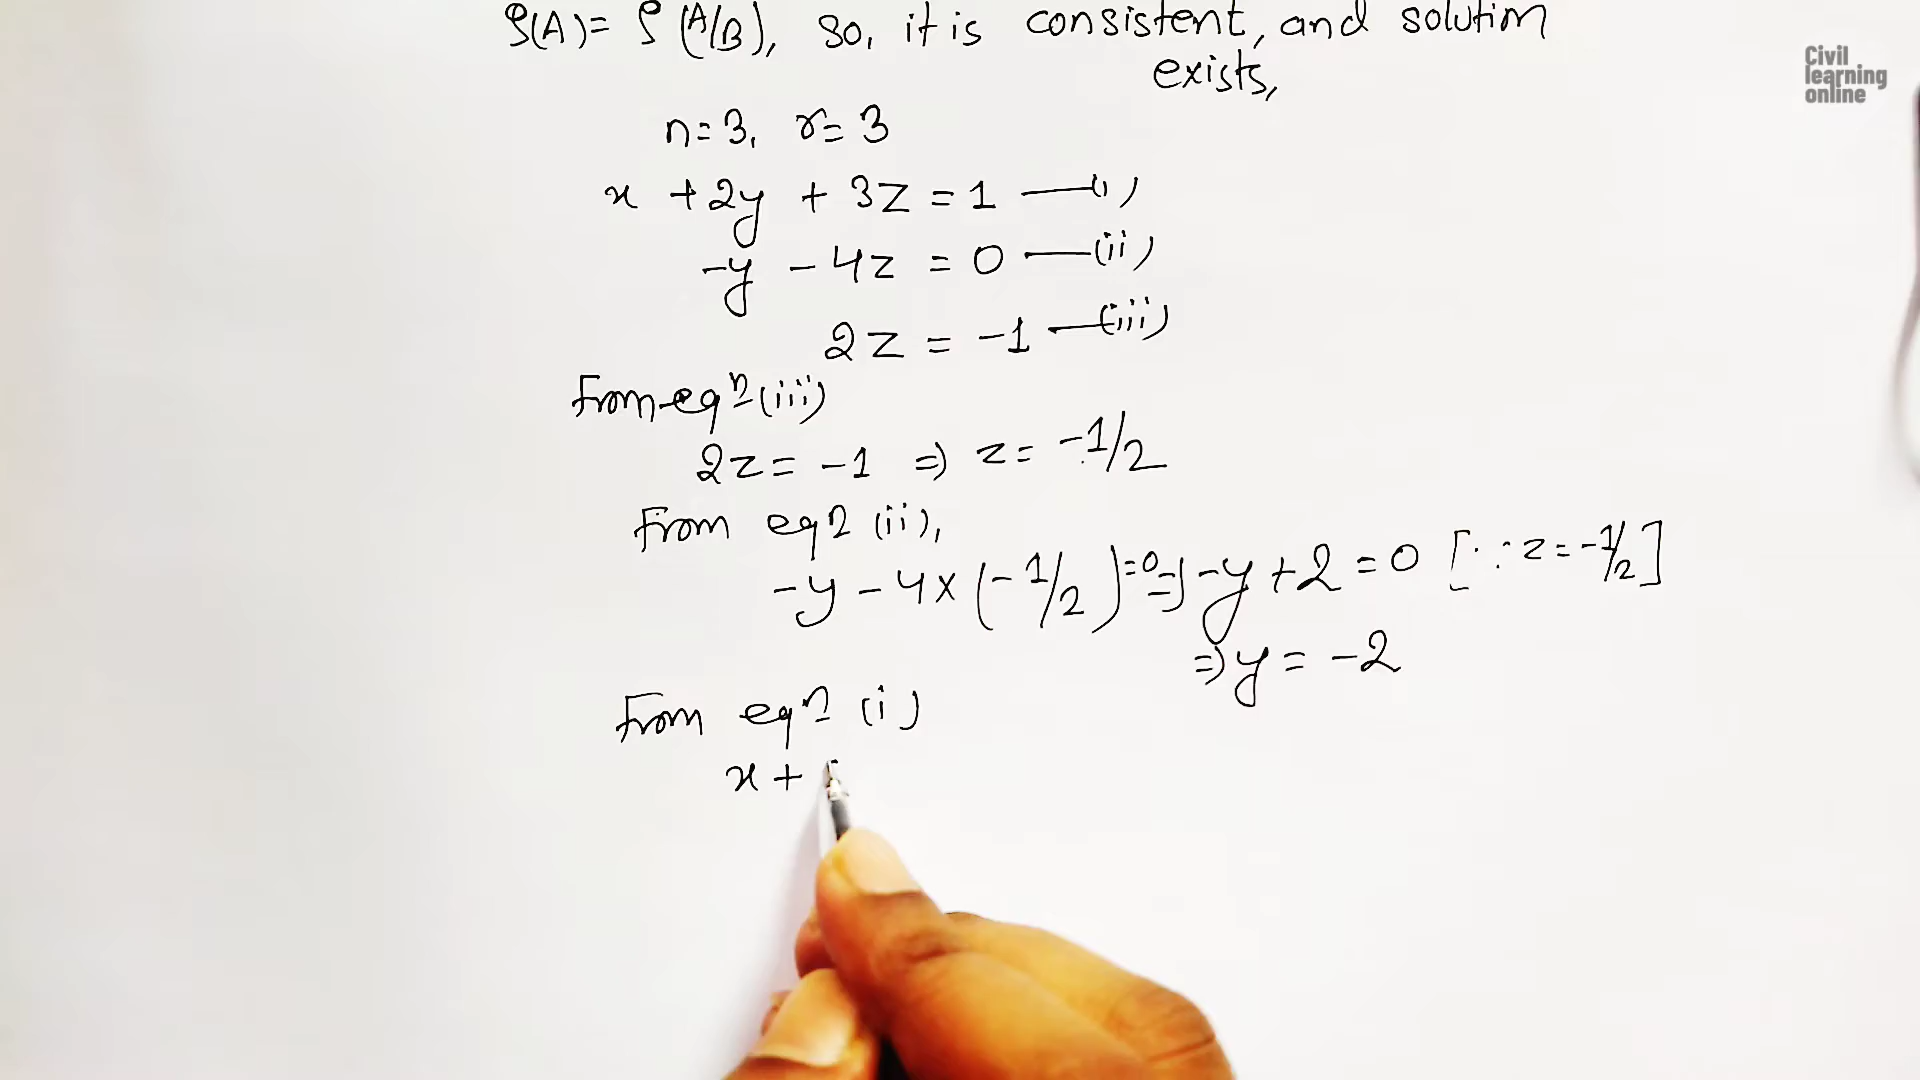 ρ(A) = ρ(A/B), so, it is consistent, and solution
exists,
Civil
learning
online
n=3, r=3
x + 2y + 3z = 1 —(i)
-y - 4z = 0 —(ii)
2z = -1 —(iii)
From eqn (iii)
2z = -1 ⇒ z = -1/2
From eqn (ii),
-y - 4×(-1/2)=0 ⇒ -y + 2 = 0 [∵ z = -1/2]
⇒ y = -2
From eqn (i)
x +